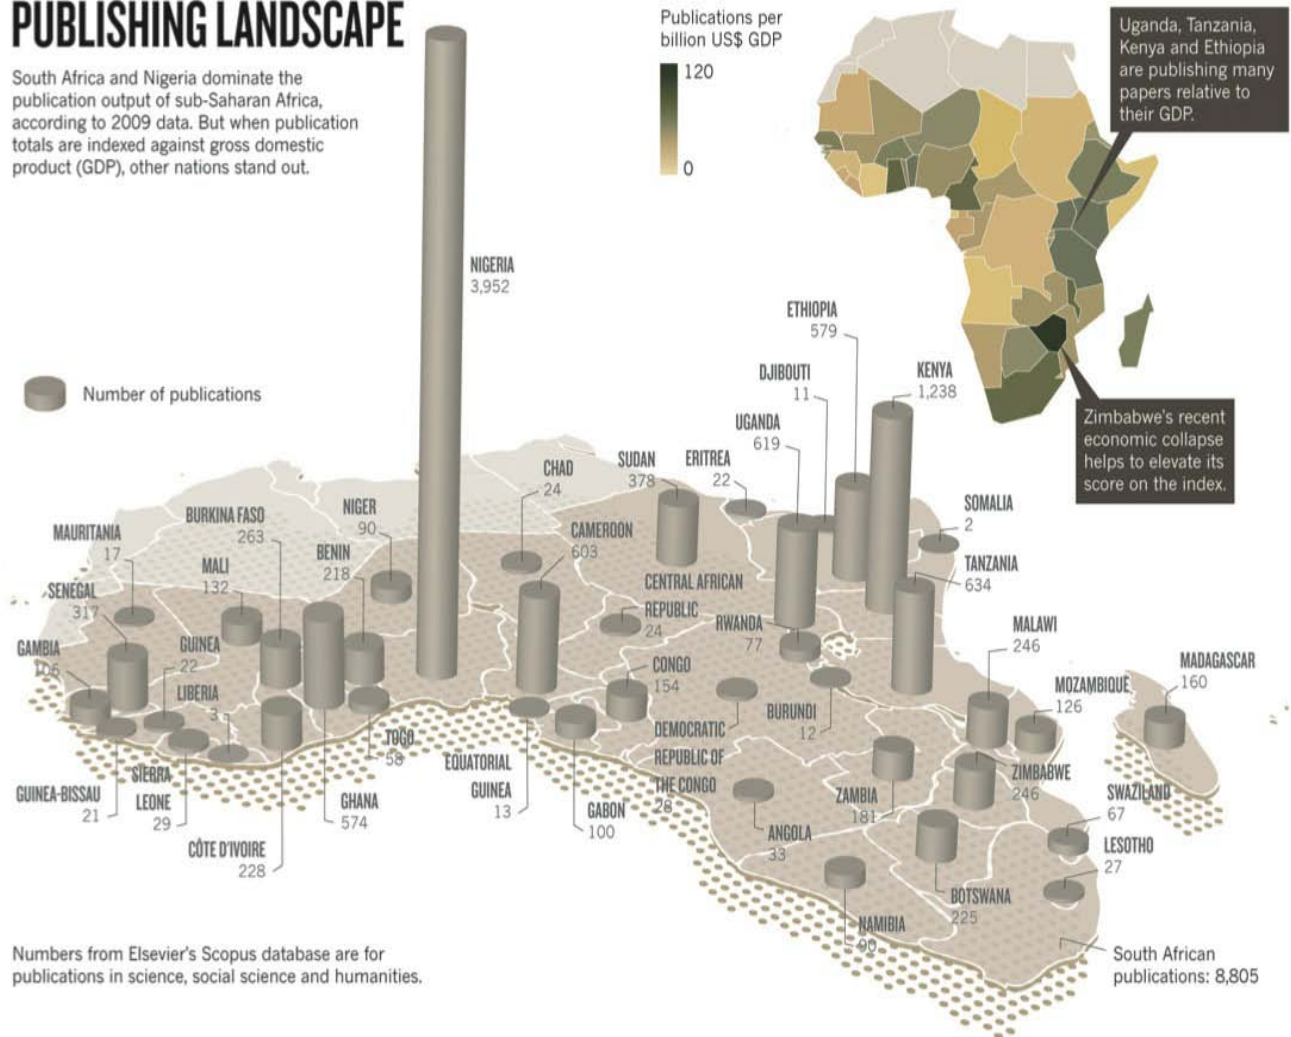 PUBLISHING LANDSCAPE
South Africa and Nigeria dominate the
publication output of sub-Saharan Africa,
according to 2009 data. But when publication
totals are indexed against gross domestic
product (GDP), other nations stand out.
Publications per
billion US$ GDP
120
0
Uganda, Tanzania,
Kenya and Ethiopia
are publishing many
papers relative to
their GDP.
Zimbabwe's recent
economic collapse
helps to elevate its
score on the index.
Number of publications
NIGERIA
3,952
ETHIOPIA
579
DJIBOUTI
11
KENYA
1,238
UGANDA
619
ERITREA
22
SUDAN
378
CHAD
24
SOMALIA
2
CAMEROON
603
TANZANIA
634
NIGER
90
BURKINA FASO
263
BENIN
218
MAURITANIA
17
MALI
132
SENEGAL
317
GAMBIA
106
GUINEA
22
LIBERIA
3
CENTRAL AFRICAN
REPUBLIC
24
RWANDA
77
CONGO
154
MALAWI
246
MADAGASCAR
160
MOZAMBIQUE
126
BURUNDI
12
DEMOCRATIC
REPUBLIC OF
THE CONGO
28
TOGO
58
EQUATORIAL
GUINEA
13
GABON
100
GUINEA-BISSAU
21
SIERRA
LEONE
29
GHANA
574
CÔTE D'IVOIRE
228
ANGOLA
33
ZAMBIA
181
ZIMBABWE
246
SWAZILAND
67
LESOTHO
27
BOTSWANA
225
NAMIBIA
90
South African
publications: 8,805
Numbers from Elsevier's Scopus database are for
publications in science, social science and humanities.